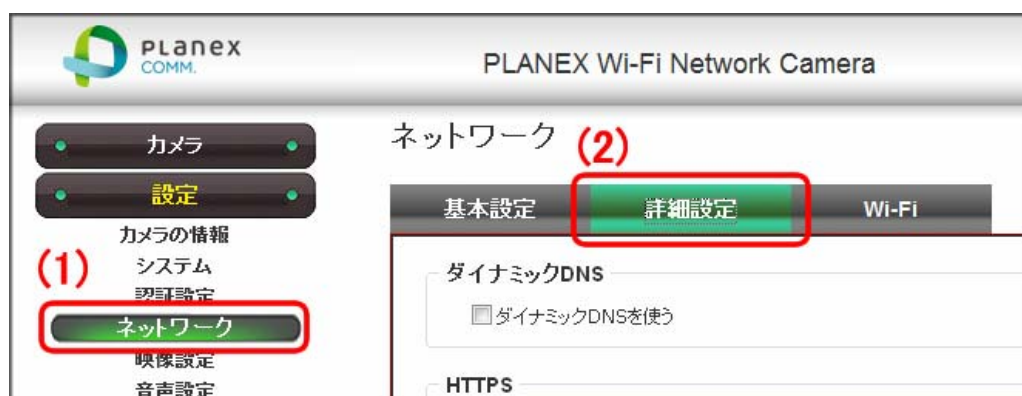 PLanex
COMM.
PLANEX Wi-Fi Network Camera
カメラ
設定
カメラの情報
(1)
システム
認証設定
ネットワーク
映像設定
音声設定
ネットワーク
(2)
基本設定 詳細設定 Wi-Fi
ダイナミックDNS
ダイナミックDNSを使う
HTTPS